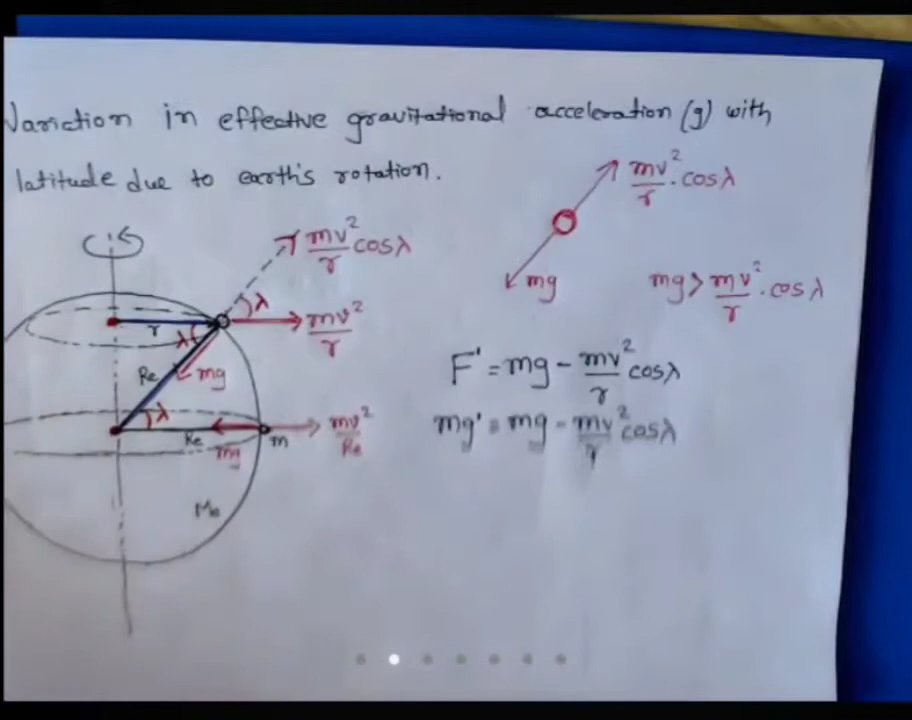 Variation in effective gravitational acceleration (g) with
latitude due to earth's rotation.
mv²/r . cosλ
mg
mg > mv²/r . cosλ
mv²/r cosλ
λ
mv²/r
r
λ
Re
mg
λ
Re
mg
m
mv²/Re
Me
F' = mg - mv²/r cosλ
mg' = mg - mv²/r cosλ